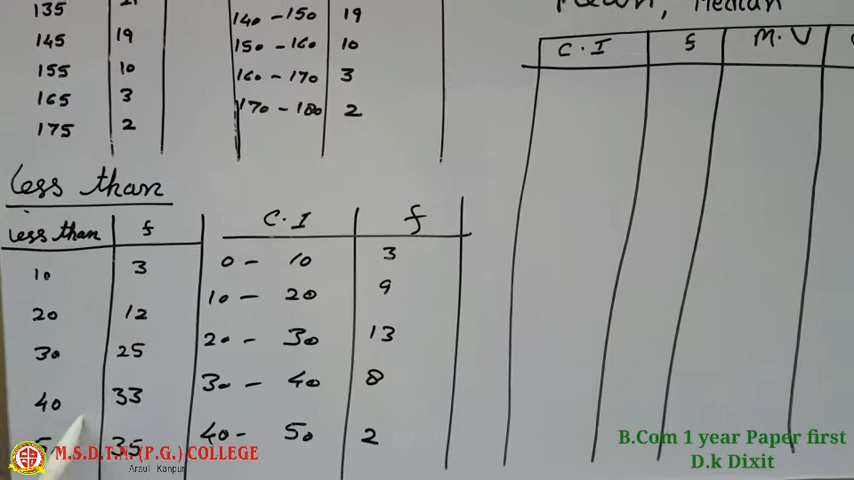 135
145 19
155 10
165 3
175 2
140 - 150 19
150 - 160 10
160 - 170 3
170 - 180 2
Median
C.I f M.V
less than
less than f
10 3
20 12
30 25
40 33
35
C.I f
0 - 10 3
10 - 20 9
20 - 30 13
30 - 40 8
40 - 50 2
B.Com 1 year Paper first
D.k Dixit
M.S.D.T.M. (P.G.) COLLEGE
Araul Kanpur